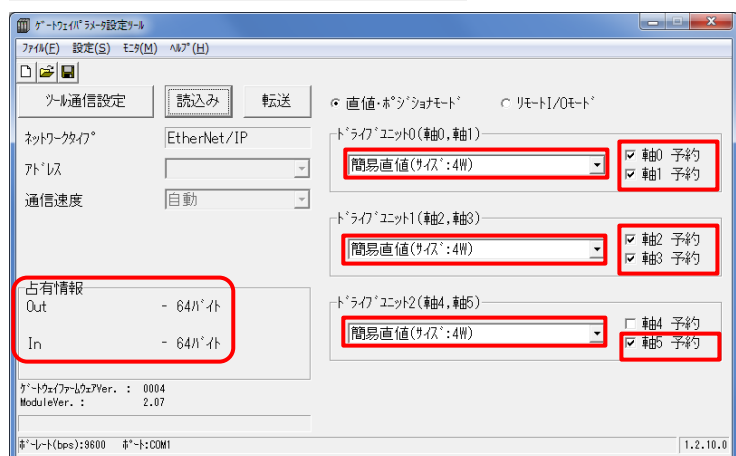 ｹﾞｰﾄｳｪｲﾊﾟﾗﾒｰﾀ設定ﾂｰﾙ
ﾌｧｲﾙ(F) 設定(S) ﾓﾆﾀ(M) ﾍﾙﾌﾟ(H)
ﾂｰﾙ通信設定 読込み 転送
直値･ﾎﾟｼﾞｼｮﾅﾓｰﾄﾞ ﾘﾓｰﾄI/Oﾓｰﾄﾞ
ﾈｯﾄﾜｰｸﾀｲﾌﾟ EtherNet/IP
ｱﾄﾞﾚｽ
通信速度 自動
ﾄﾞﾗｲﾌﾞﾕﾆｯﾄ0(軸0,軸1)
簡易直値(ｻｲｽﾞ:4W)
軸0 予約
軸1 予約
ﾄﾞﾗｲﾌﾞﾕﾆｯﾄ1(軸2,軸3)
簡易直値(ｻｲｽﾞ:4W)
軸2 予約
軸3 予約
占有情報
Out - 64ﾊﾞｲﾄ
In - 64ﾊﾞｲﾄ
ﾄﾞﾗｲﾌﾞﾕﾆｯﾄ2(軸4,軸5)
簡易直値(ｻｲｽﾞ:4W)
軸4 予約
軸5 予約
ｹﾞｰﾄｳｪｲﾌｧｰﾑｳｪｱVer. : 0004
ModuleVer. : 2.07
ﾎﾞｰﾚｰﾄ(bps):9600 ﾎﾟｰﾄ:COM1 1.2.10.0